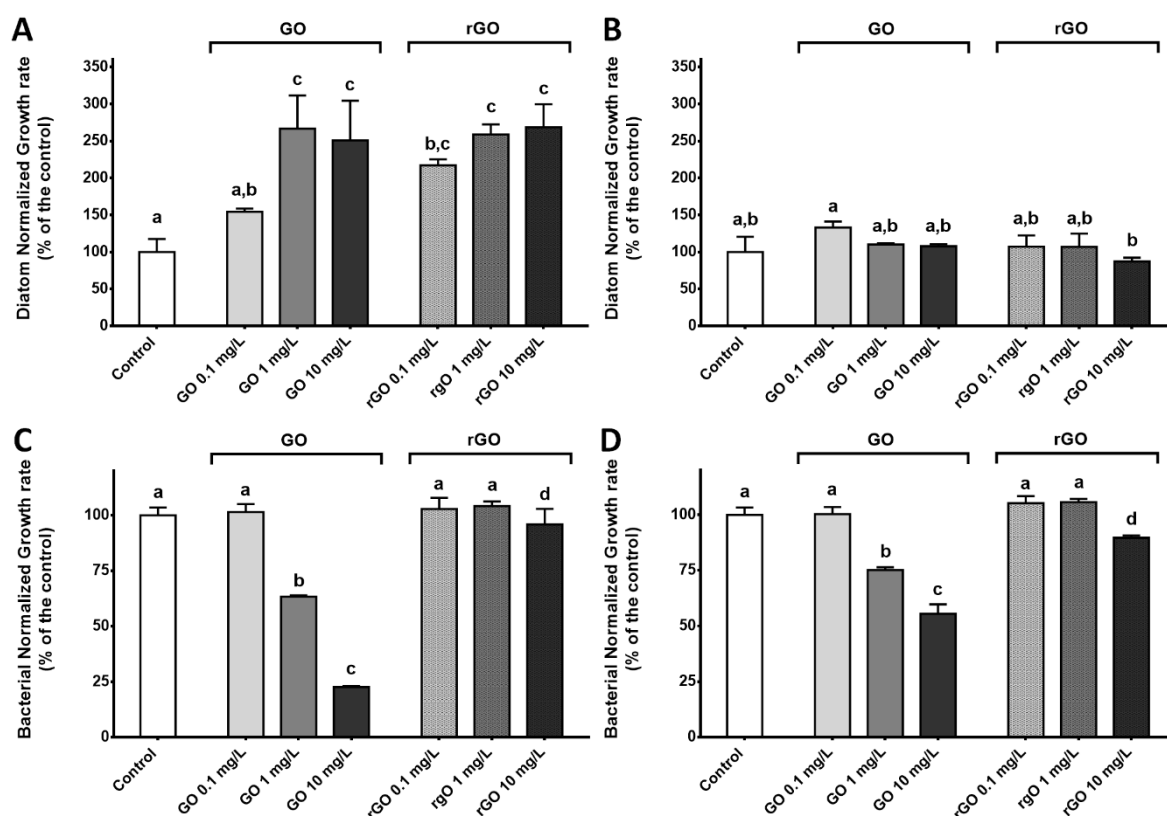 A
GO
rGO
Diatom Normalized Growth rate
(% of the control)
350
300
250
200
150
100
50
0
a
a,b
c
c
b,c
c
c
Control
GO 0.1 mg/L
GO 1 mg/L
GO 10 mg/L
rGO 0.1 mg/L
rgO 1 mg/L
rGO 10 mg/L
B
GO
rGO
Diatom Normalized Growth rate
(% of the control)
350
300
250
200
150
100
50
0
a,b
a
a,b
a,b
a,b
a,b
b
Control
GO 0.1 mg/L
GO 1 mg/L
GO 10 mg/L
rGO 0.1 mg/L
rgO 1 mg/L
rGO 10 mg/L
C
GO
rGO
Bacterial Normalized Growth rate
(% of the control)
100
75
50
25
0
a
a
b
c
a
a
d
Control
GO 0.1 mg/L
GO 1 mg/L
GO 10 mg/L
rGO 0.1 mg/L
rgO 1 mg/L
rGO 10 mg/L
D
GO
rGO
Bacterial Normalized Growth rate
(% of the control)
100
75
50
25
0
a
a
b
c
a
a
d
Control
GO 0.1 mg/L
GO 1 mg/L
GO 10 mg/L
rGO 0.1 mg/L
rgO 1 mg/L
rGO 10 mg/L